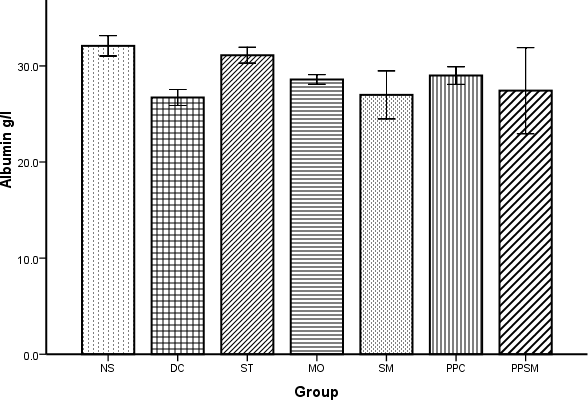 Albumin g/l
30.0
20.0
10.0
0.0
NS DC ST MO SM PPC PPSM
Group